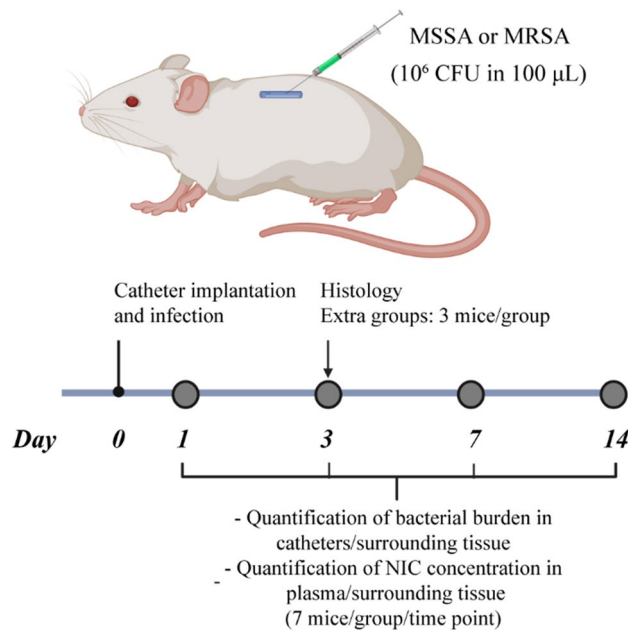 MSSA or MRSA
(10⁶ CFU in 100 μL)
Catheter implantation
and infection
Histology
Extra groups: 3 mice/group
Day 0 1 3 7 14
- Quantification of bacterial burden in
catheters/surrounding tissue
- Quantification of NIC concentration in
plasma/surrounding tissue
(7 mice/group/time point)